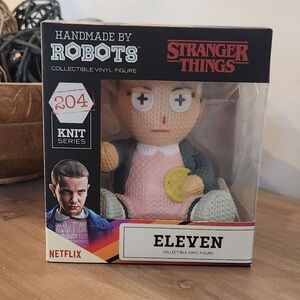 HANDMADE BY
ROBOTS
COLLECTIBLE VINYL FIGURE
STRANGER
THINGS
204
KNIT
SERIES
NETFLIX
ELEVEN
COLLECTIBLE VINYL FIGURE